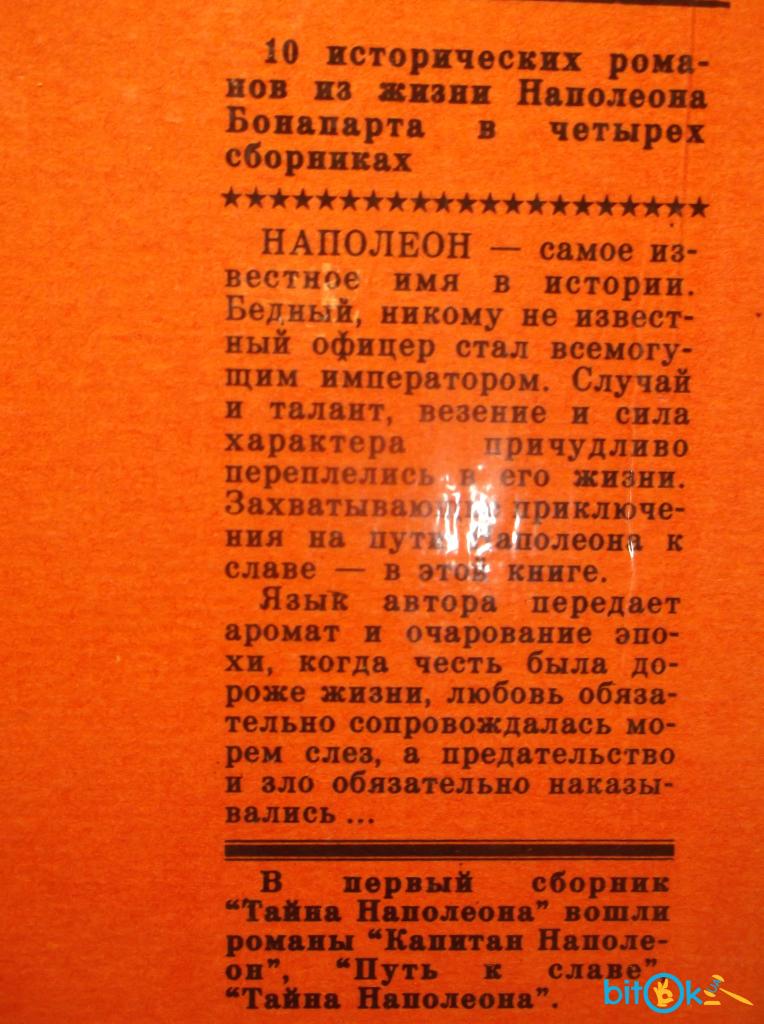 10 исторических рома-
нов из жизни Наполеона
Бонапарта в четырех
сборниках
★★★★★★★★★★★★★★★★★★★★★★★
НАПОЛЕОН — самое из-
вестное имя в истории.
Бедный, никому не извест-
ный офицер стал всемогу-
щим императором. Случай
и талант, везение и сила
характера причудливо
переплелись в его жизни.
Захватывающие приключе-
ния на пути Наполеона к
славе — в этой книге.
Язык автора передает
аромат и очарование эпо-
хи, когда честь была до-
роже жизни, любовь обяза-
тельно сопровождалась мо-
рем слез, а предательство
и зло обязательно наказы-
вались ...
В первый сборник
“Тайна Наполеона” вошли
романы “Капитан Наполе-
он”, “Путь к славе”
“Тайна Наполеона”.
bitOk